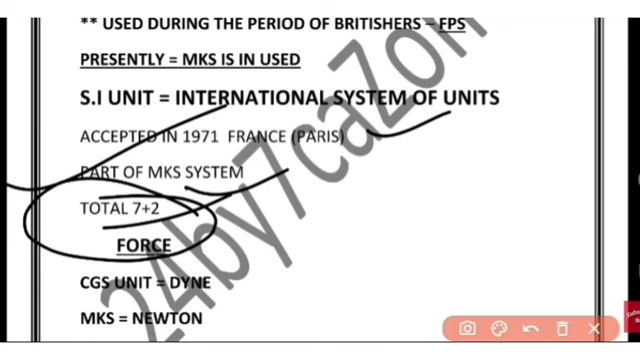 ** USED DURING THE PERIOD OF BRITISHERS – FPS
PRESENTLY = MKS IS IN USED
S.I UNIT = INTERNATIONAL SYSTEM OF UNITS
ACCEPTED IN 1971 FRANCE (PARIS)
PART OF MKS SYSTEM
TOTAL 7+2
FORCE
CGS UNIT = DYNE
MKS = NEWTON
24by7caZon